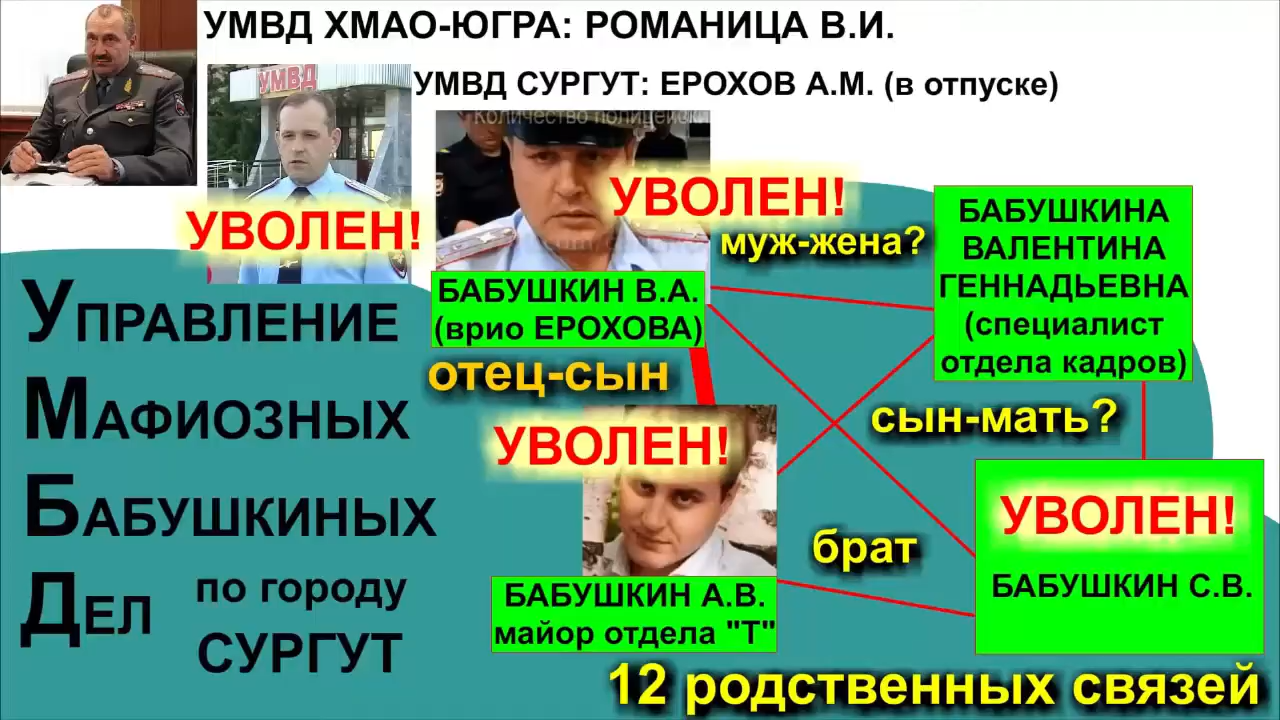 УМВД ХМАО-ЮГРА: РОМАНИЦА В.И.
УМВД СУРГУТ: ЕРОХОВ А.М. (в отпуске)
УМВД
Количество полицейски
УВОЛЕН!
УВОЛЕН!
муж-жена?
БАБУШКИНА
ВАЛЕНТИНА
ГЕННАДЬЕВНА
(специалист
отдела кадров)
БАБУШКИН В.А.
(врио ЕРОХОВА)
отец-сын
УПРАВЛЕНИЕ
МАФИОЗНЫХ
БАБУШКИНЫХ
ДЕЛ
по городу
СУРГУТ
УВОЛЕН!
сын-мать?
УВОЛЕН!
БАБУШКИН С.В.
брат
БАБУШКИН А.В.
майор отдела "Т"
12 родственных связей